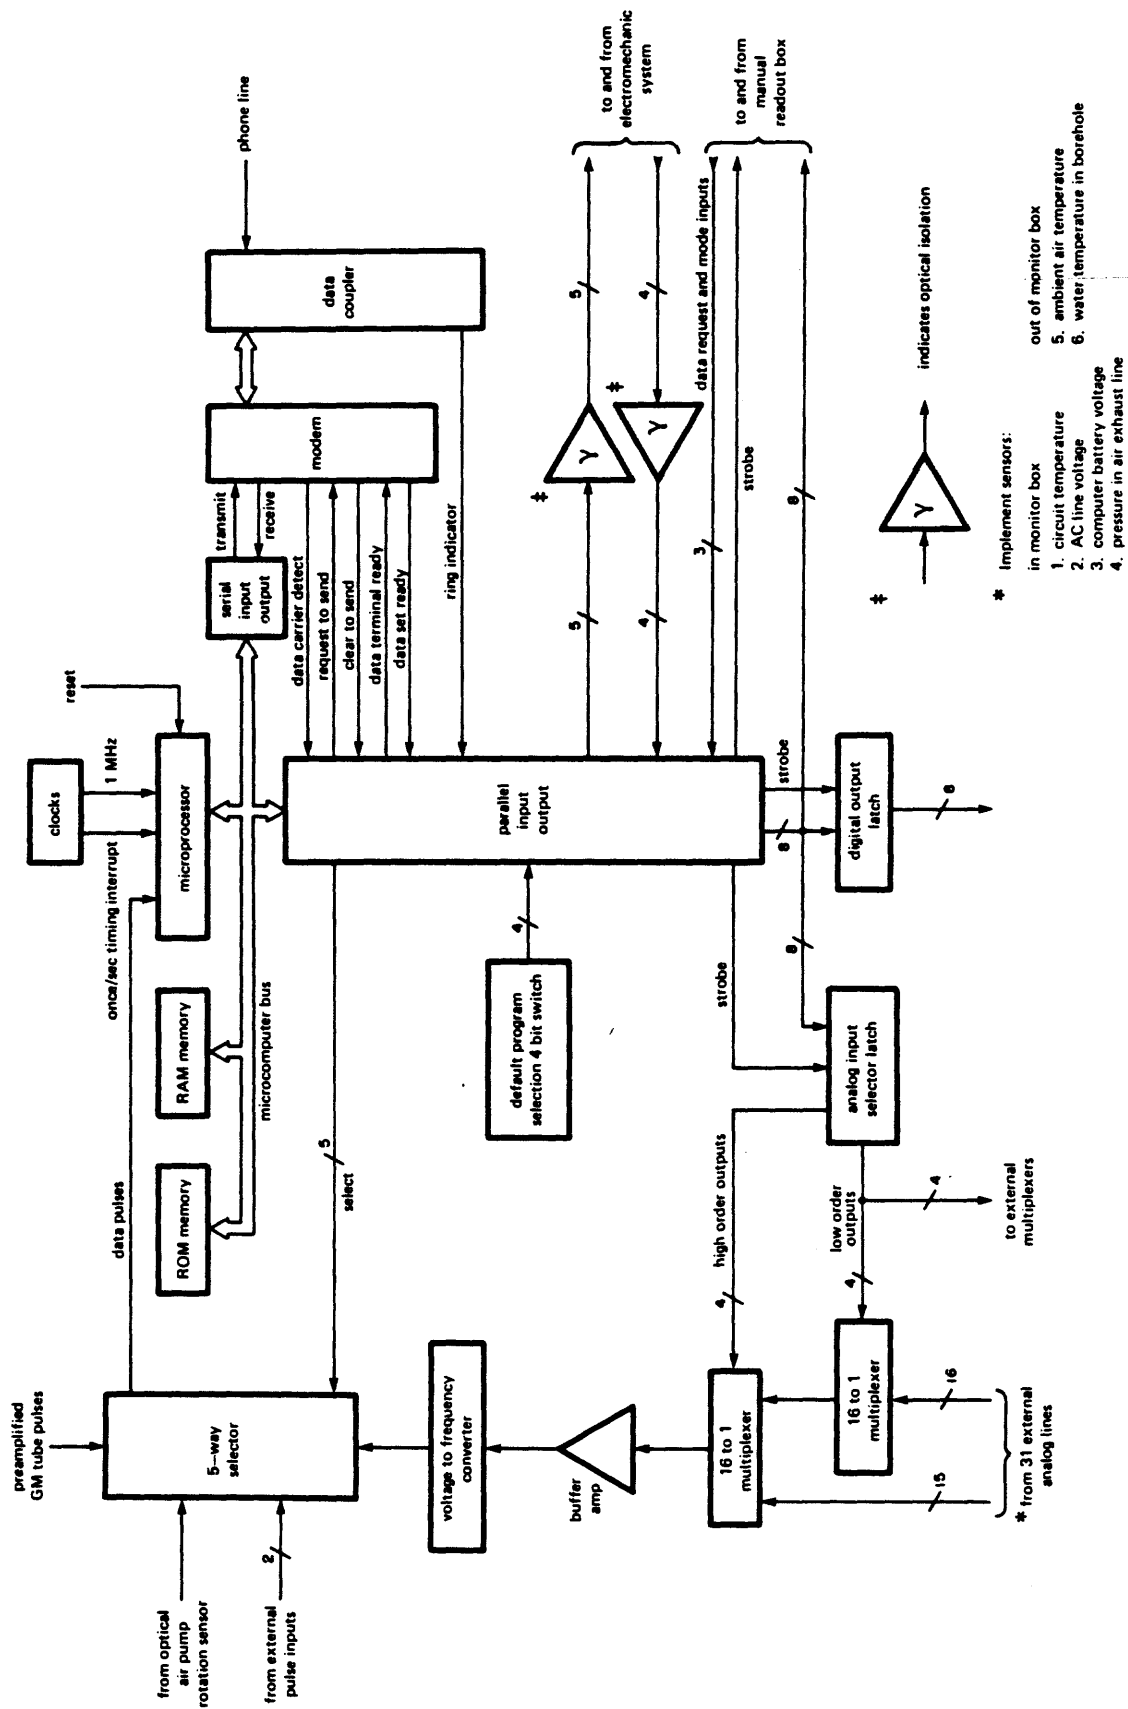 preamplified
GM tube pulses
from optical
air pump
rotation sensor
2
from external
pulse inputs
5–way
selector
data pulses
ROM memory
RAM memory
microcomputer bus
clocks
once/sec timing interrupt
1 MHz
reset
microprocessor
serial
input
output
transmit
receive
modem
data
coupler
phone line
data carrier detect
request to send
clear to send
data terminal ready
data set ready
ring indicator
5
select
voltage to frequency
converter
buffer
amp
default program
selection 4 bit switch
4
parallel
input
output
5
γ
‡
5
4
γ
‡
4
to and from
electromechanic
system
3
data request and mode inputs
strobe
8
to and from
manual
readout box
16 to 1
multiplexer
4
high order outputs
strobe
8
strobe
8
digital output
latch
8
analog input
selector latch
low order
outputs
4
4
to external
multiplexers
16 to 1
multiplexer
15
16
* from 31 external
analog lines
‡
γ
indicates optical isolation
* Implement sensors:
in monitor box
1. circuit temperature
2. AC line voltage
3. computer battery voltage
4. pressure in air exhaust line
out of monitor box
5. ambient air temperature
6. water temperature in borehole